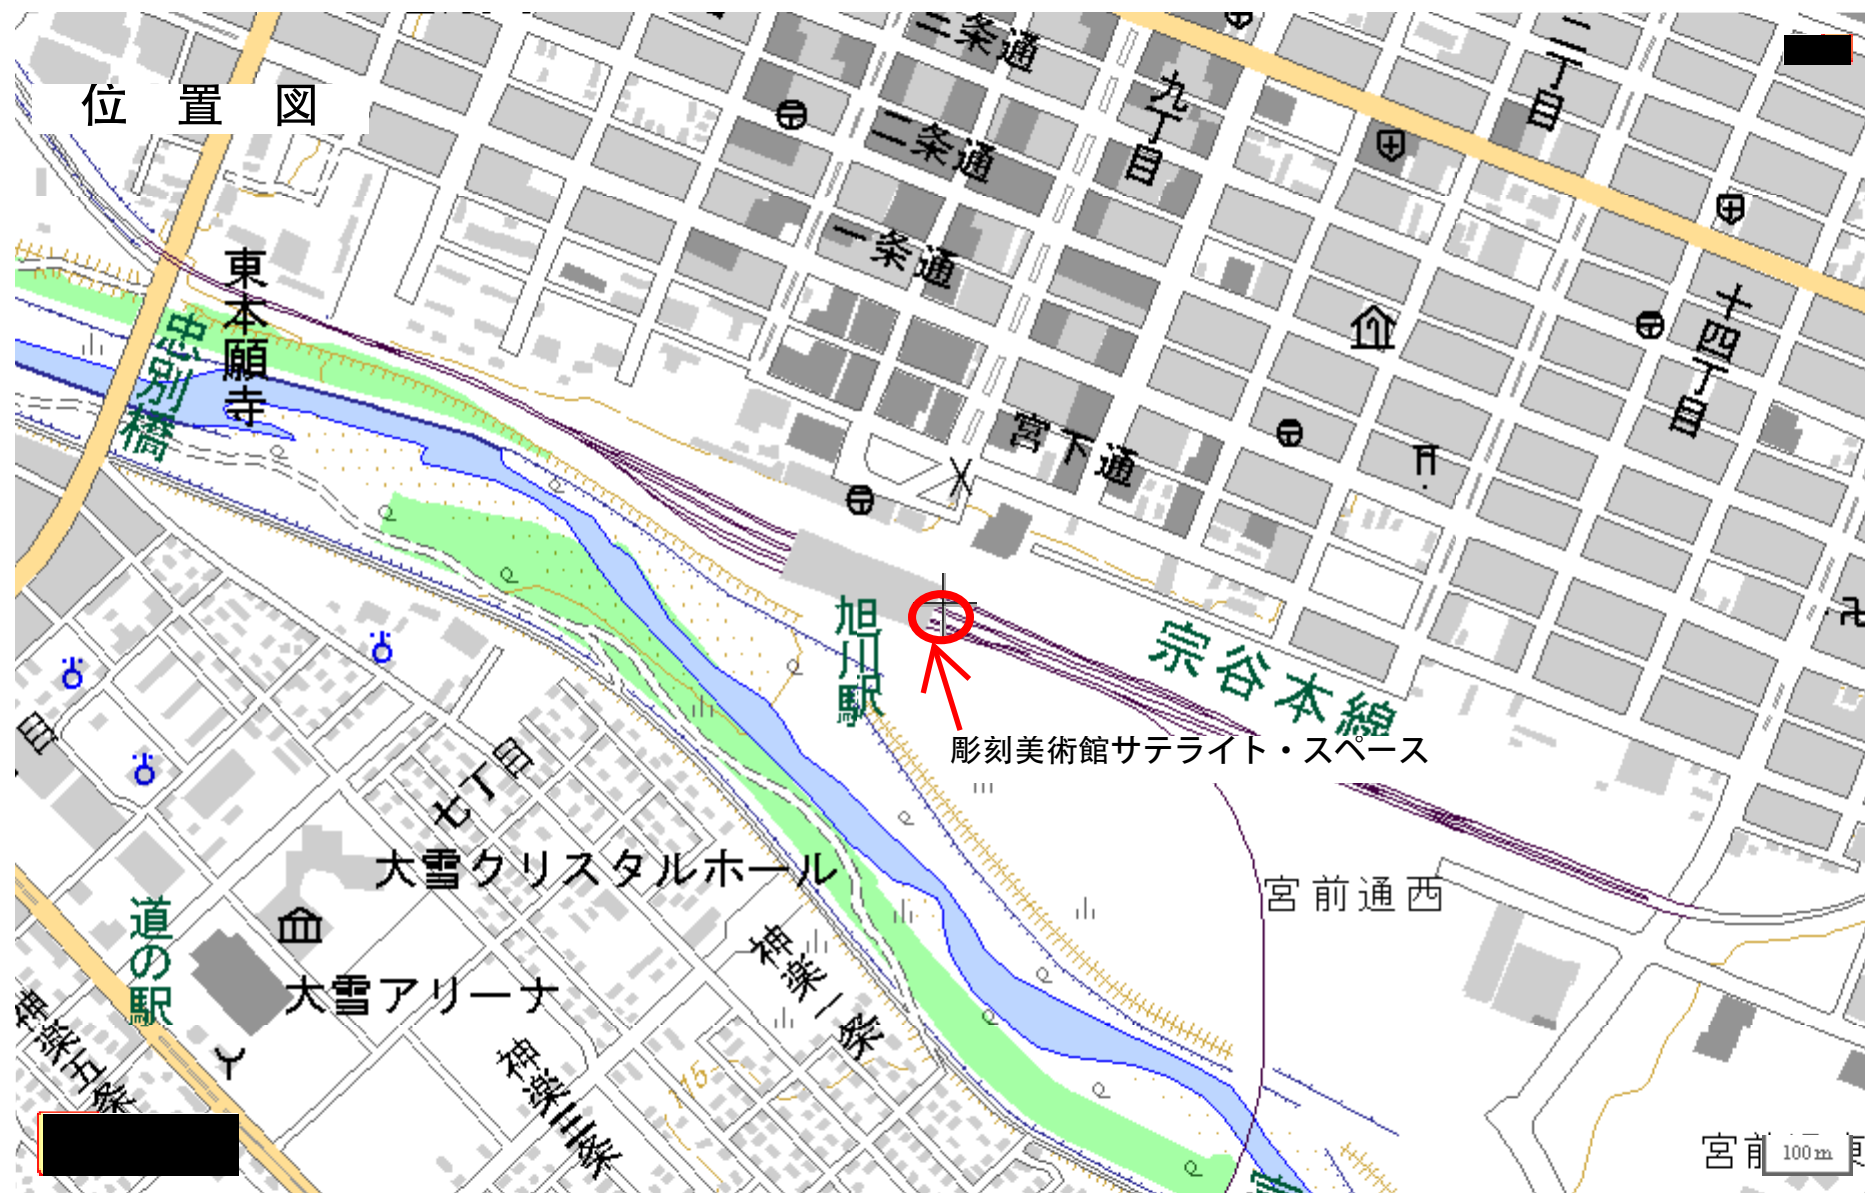 位置図
三条通
二条通
一条通
九丁目
十四丁目
宮下通
東本願寺
忠別橋
旭川駅
宗谷本線
彫刻美術館サテライト・スペース
七丁目
目
大雪クリスタルホール
宮前通西
道の駅
大雪アリーナ
神楽一条
神楽三条
神楽五条
175
100m